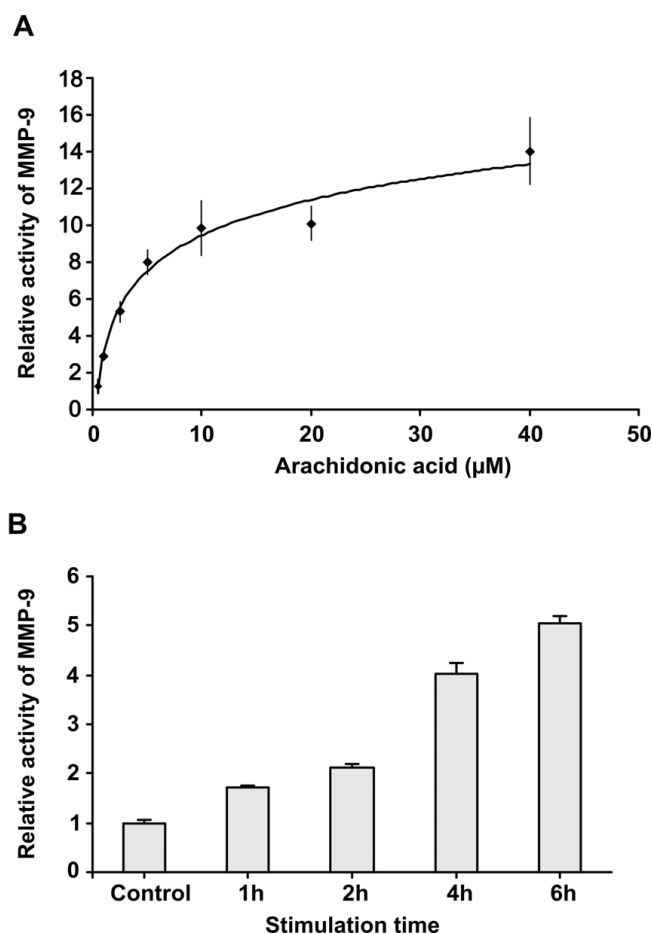 A
Relative activity of MMP-9
18
16
14
12
10
8
6
4
2
0
0 10 20 30 40 50
Arachidonic acid (µM)
B
Relative activity of MMP-9
6
5
4
3
2
1
0
Control 1h 2h 4h 6h
Stimulation time